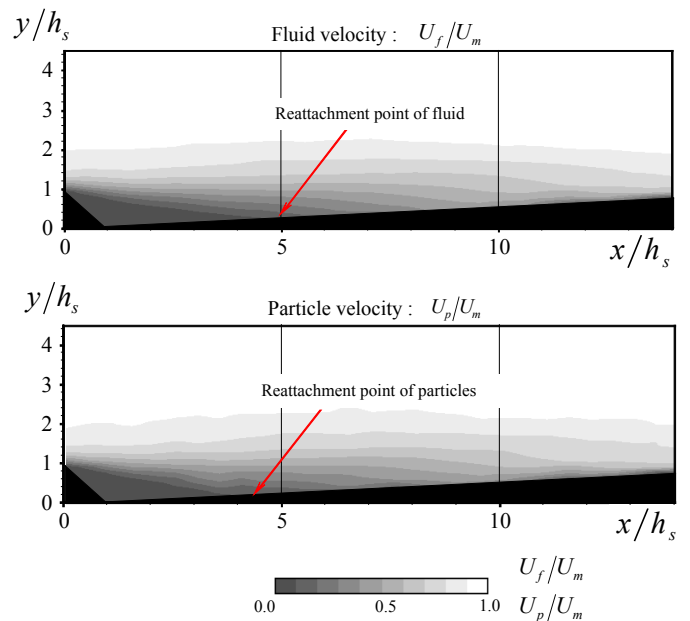 y/h_s
Fluid velocity : U_f/U_m
4
Reattachment point of fluid
3
2
1
0
0 5 10 x/h_s
y/h_s
Particle velocity : U_p/U_m
4
Reattachment point of particles
3
2
1
0
0 5 10 x/h_s
U_f/U_m
0.0 0.5 1.0 U_p/U_m